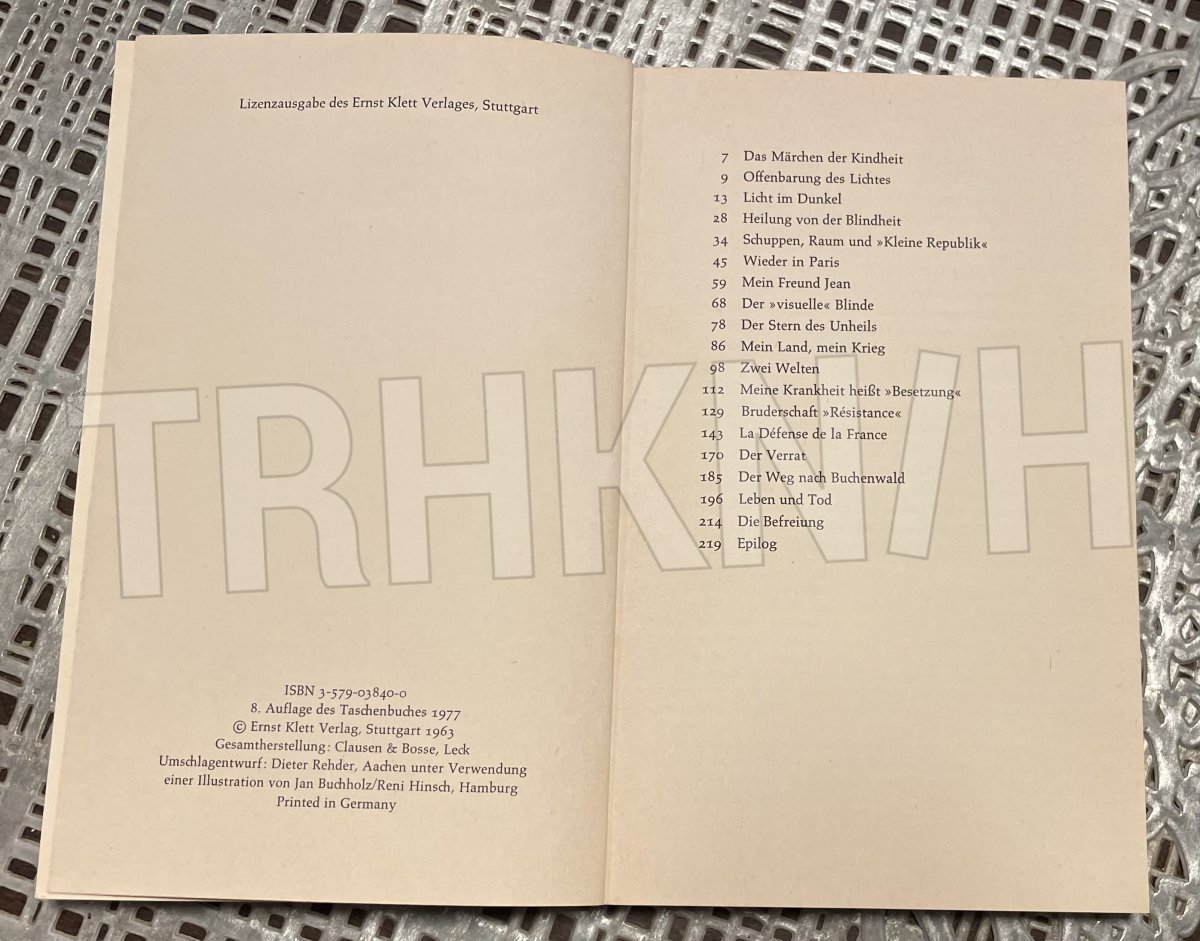 Lizenzausgabe des Ernst Klett Verlages, Stuttgart
ISBN 3-579-03840-0
8. Auflage des Taschenbuches 1977
© Ernst Klett Verlag, Stuttgart 1963
Gesamtherstellung: Clausen & Bosse, Leck
Umschlagentwurf: Dieter Rehder, Aachen unter Verwendung
einer Illustration von Jan Buchholz/Reni Hinsch, Hamburg
Printed in Germany
7 Das Märchen der Kindheit
9 Offenbarung des Lichtes
13 Licht im Dunkel
28 Heilung von der Blindheit
34 Schuppen, Raum und »Kleine Republik«
45 Wieder in Paris
59 Mein Freund Jean
68 Der »visuelle« Blinde
78 Der Stern des Unheils
86 Mein Land, mein Krieg
98 Zwei Welten
112 Meine Krankheit heißt »Besetzung«
129 Bruderschaft »Résistance«
143 La Défense de la France
170 Der Verrat
185 Der Weg nach Buchenwald
196 Leben und Tod
214 Die Befreiung
219 Epilog
TRHKN/H